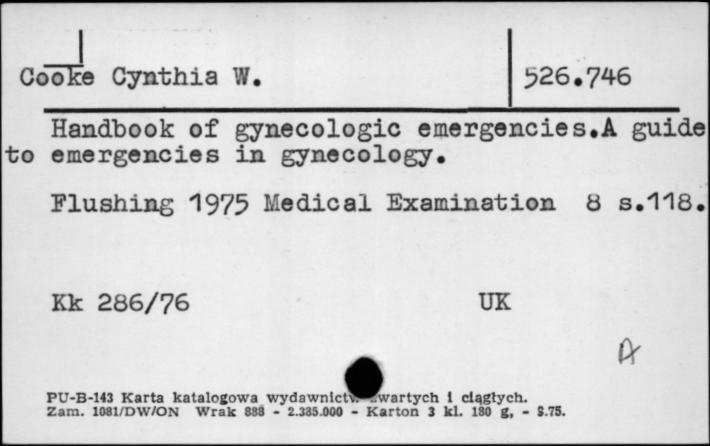 Cooke Cynthia W. 526.746
Handbook of gynecologic emergencies.A guide
to emergencies in gynecology.
Flushing 1975 Medical Examination 8 s.118.
Kk 286/76 UK
A
PU-B-143 Karta katalogowa wydawnictw zwartych i ciągłych.
Zam. 1081/DW/ON Wrak 888 - 2.385.000 - Karton 3 kl. 180 g, - 8.75.